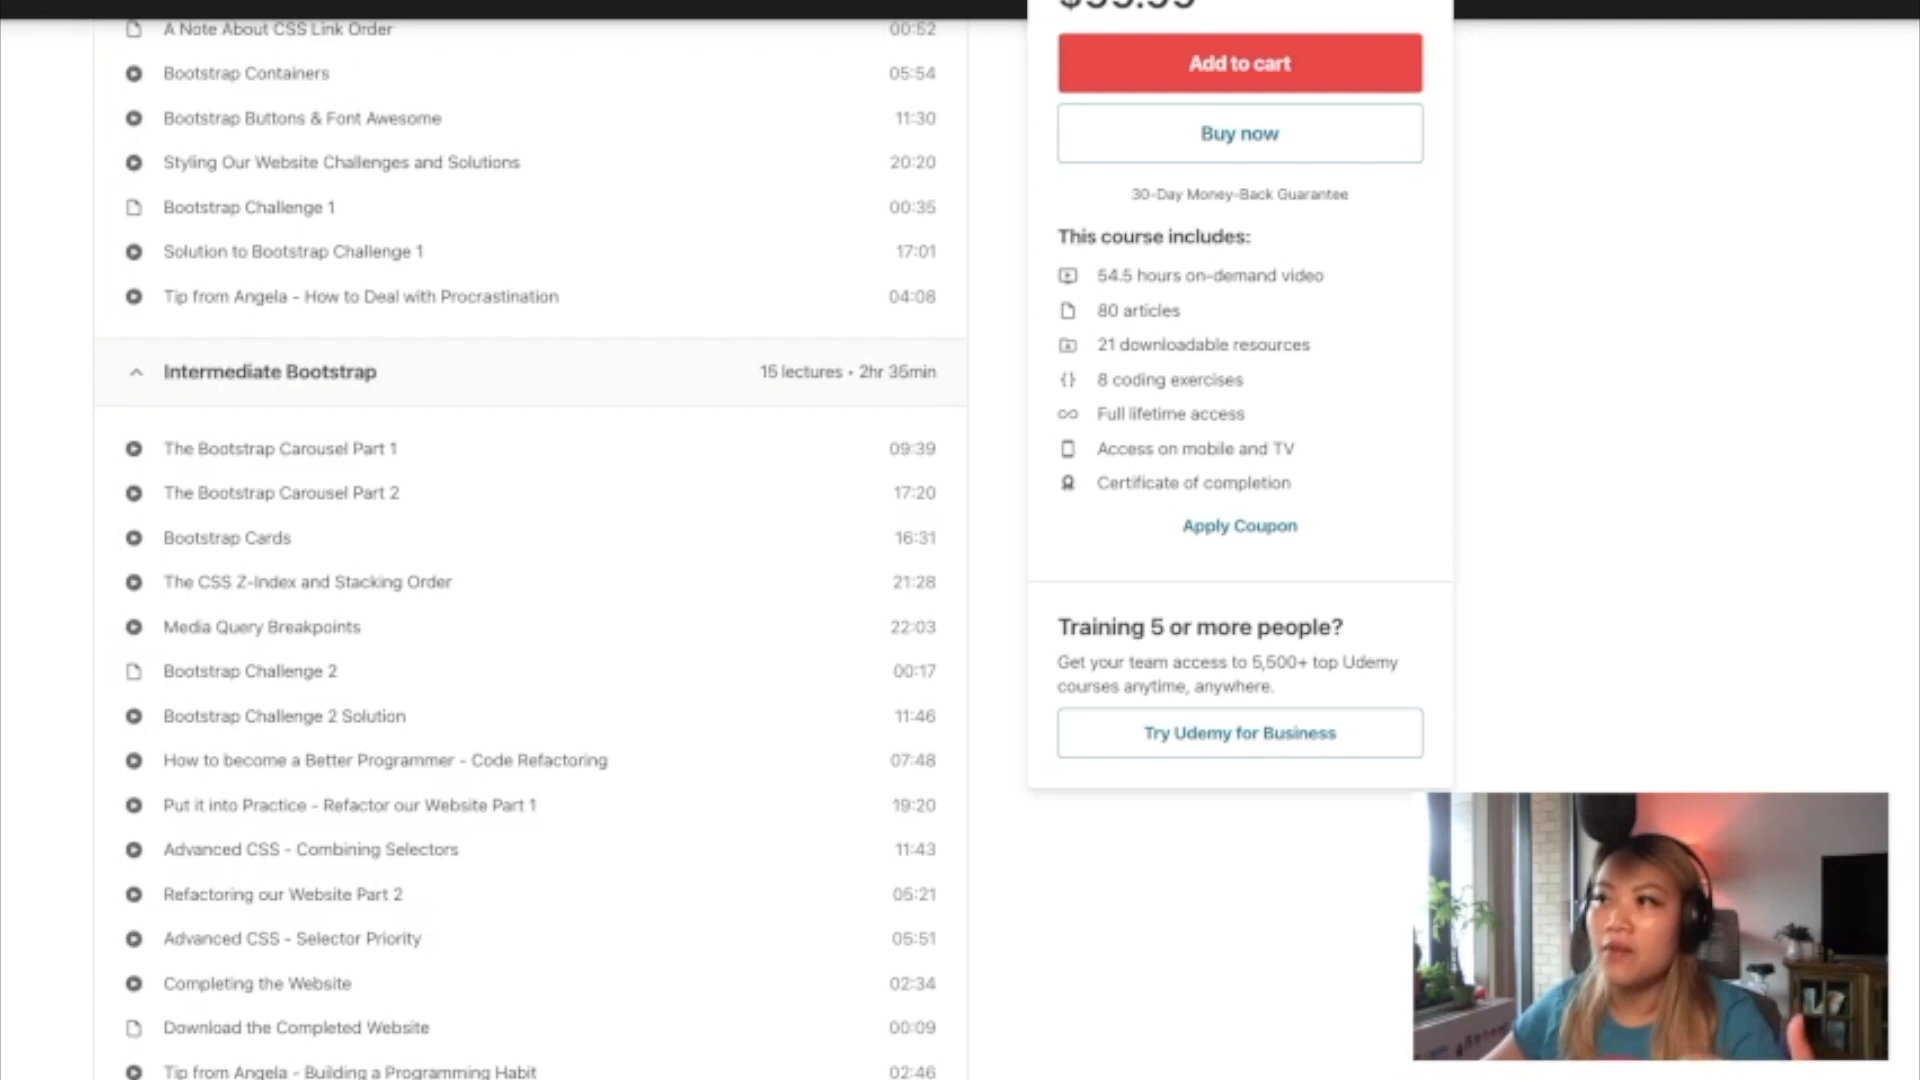 A Note About CSS Link Order 00:52
Bootstrap Containers 05:54
Bootstrap Buttons & Font Awesome 11:30
Styling Our Website Challenges and Solutions 20:20
Bootstrap Challenge 1 00:35
Solution to Bootstrap Challenge 1 17:01
Tip from Angela - How to Deal with Procrastination 04:08
Intermediate Bootstrap 15 lectures • 2hr 35min
The Bootstrap Carousel Part 1 09:39
The Bootstrap Carousel Part 2 17:20
Bootstrap Cards 16:31
The CSS Z-Index and Stacking Order 21:28
Media Query Breakpoints 22:03
Bootstrap Challenge 2 00:17
Bootstrap Challenge 2 Solution 11:46
How to become a Better Programmer - Code Refactoring 07:48
Put it into Practice - Refactor our Website Part 1 19:20
Advanced CSS - Combining Selectors 11:43
Refactoring our Website Part 2 05:21
Advanced CSS - Selector Priority 05:51
Completing the Website 02:34
Download the Completed Website 00:09
Tip from Angela - Building a Programming Habit 02:46
Add to cart
Buy now
30-Day Money-Back Guarantee
This course includes:
54.5 hours on-demand video
80 articles
21 downloadable resources
8 coding exercises
Full lifetime access
Access on mobile and TV
Certificate of completion
Apply Coupon
Training 5 or more people?
Get your team access to 5,500+ top Udemy
courses anytime, anywhere.
Try Udemy for Business